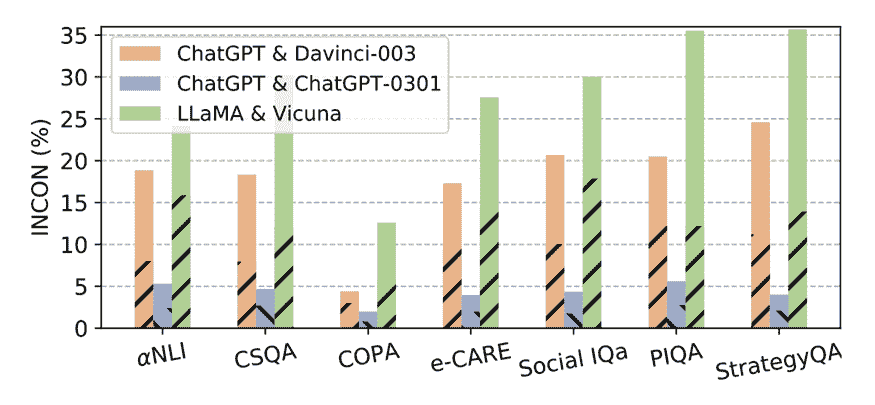 35
30
25
20
15
10
5
0
INCON (%)
ChatGPT & Davinci-003
ChatGPT & ChatGPT-0301
LLaMA & Vicuna
αNLI
CSQA
COPA
e-CARE
Social IQa
PIQA
StrategyQA